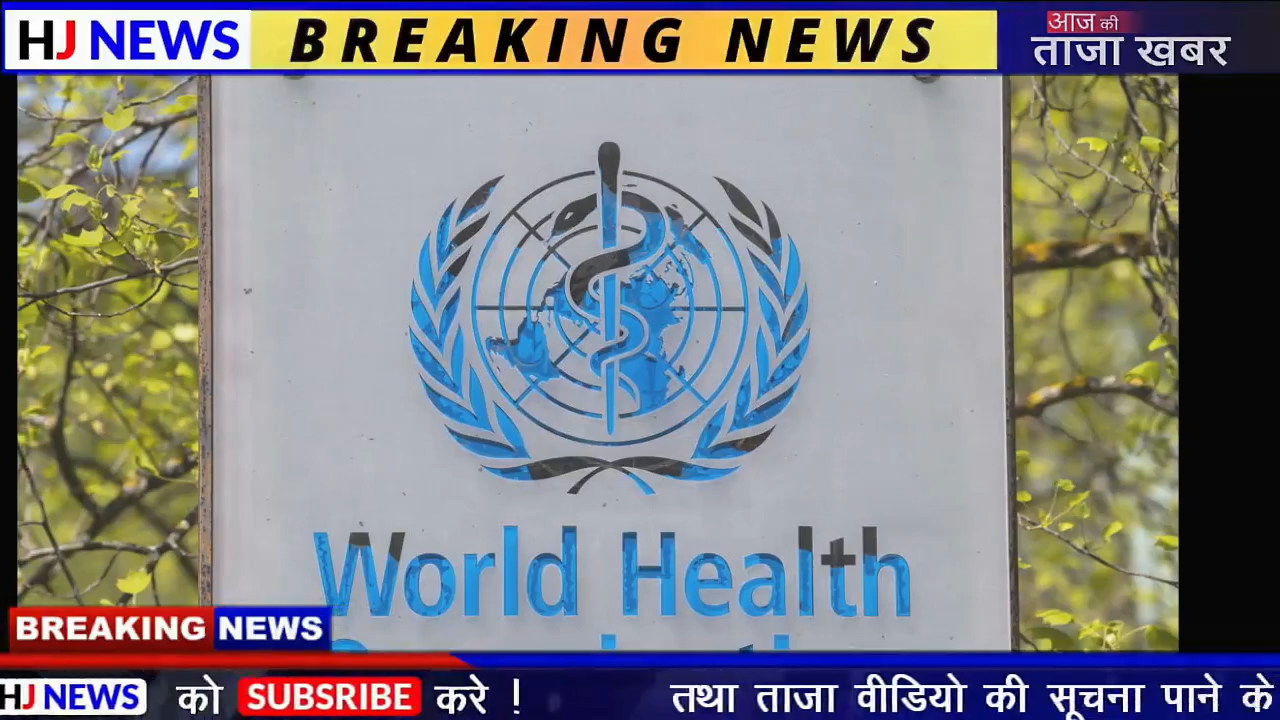 HJ NEWS
BREAKING NEWS
आज की
ताजा खबर
World Health
BREAKING NEWS
HJ NEWS को SUBSRIBE करे ! तथा ताजा वीडियो की सूचना पाने के